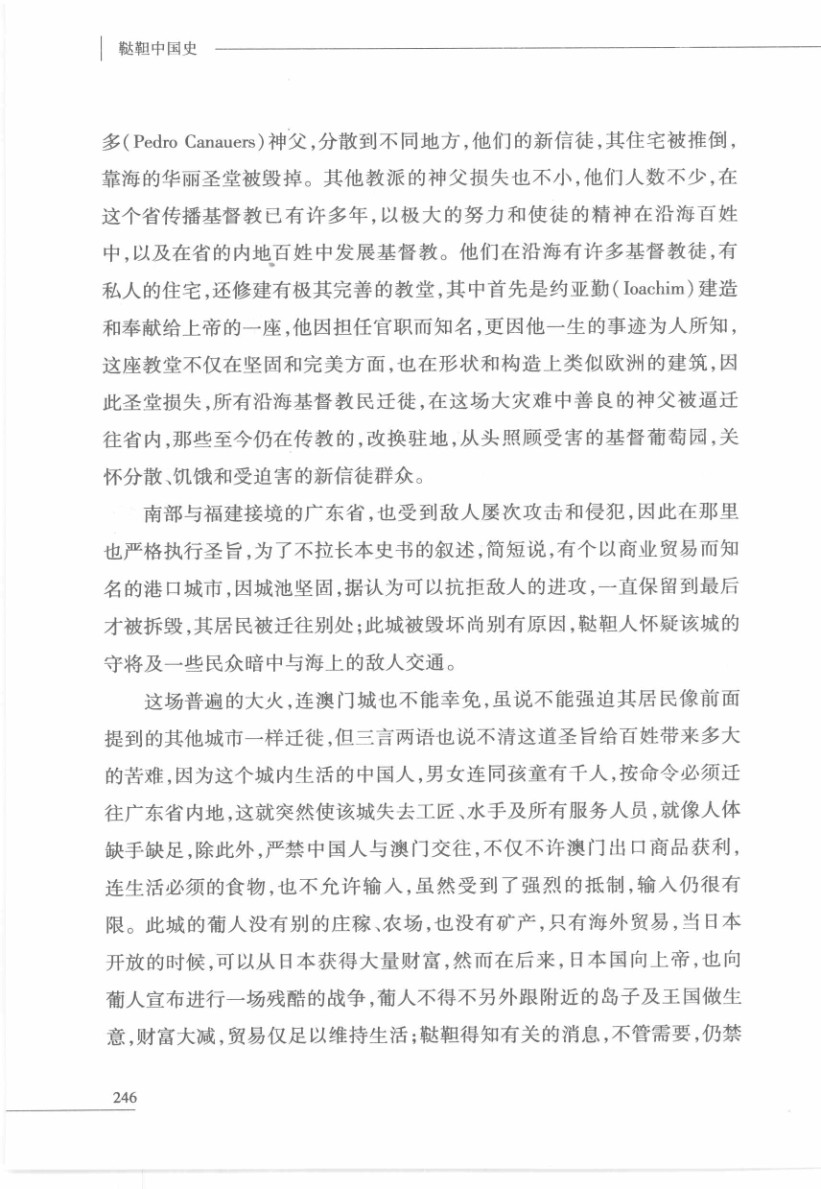 鞑靼中国史
多(Pedro Canauers)神父,分散到不同地方,他们的新信徒,其住宅被推倒,
靠海的华丽圣堂被毁掉。其他教派的神父损失也不小,他们人数不少,在
这个省传播基督教已有许多年,以极大的努力和使徒的精神在沿海百姓
中,以及在省的内地百姓中发展基督教。他们在沿海有许多基督教徒,有
私人的住宅,还修建有极其完善的教堂,其中首先是约亚勤(Ioachim)建造
和奉献给上帝的一座,他因担任官职而知名,更因他一生的事迹为人所知,
这座教堂不仅在坚固和完美方面,也在形状和构造上类似欧洲的建筑,因
此圣堂损失,所有沿海基督教民迁徙,在这场大灾难中善良的神父被逼迁
往省内,那些至今仍在传教的,改换驻地,从头照顾受害的基督葡萄园,关
怀分散、饥饿和受迫害的新信徒群众。
南部与福建接境的广东省,也受到敌人屡次攻击和侵犯,因此在那里
也严格执行圣旨,为了不拉长本史书的叙述,简短说,有个以商业贸易而知
名的港口城市,因城池坚固,据认为可以抗拒敌人的进攻,一直保留到最后
才被拆毁,其居民被迁往别处;此城被毁坏尚别有原因,鞑靼人怀疑该城的
守将及一些民众暗中与海上的敌人交通。
这场普遍的大火,连澳门城也不能幸免,虽说不能强迫其居民像前面
提到的其他城市一样迁徙,但三言两语也说不清这道圣旨给百姓带来多大
的苦难,因为这个城内生活的中国人,男女连同孩童有千人,按命令必须迁
往广东省内地,这就突然使该城失去工匠、水手及所有服务人员,就像人体
缺手缺足,除此外,严禁中国人与澳门交往,不仅不许澳门出口商品获利,
连生活必须的食物,也不允许输入,虽然受到了强烈的抵制,输入仍很有
限。此城的葡人没有别的庄稼、农场,也没有矿产,只有海外贸易,当日本
开放的时候,可以从日本获得大量财富,然而在后来,日本国向上帝,也向
葡人宣布进行一场残酷的战争,葡人不得不另外跟附近的岛子及王国做生
意,财富大减,贸易仅足以维持生活;鞑靼得知有关的消息,不管需要,仍禁
246